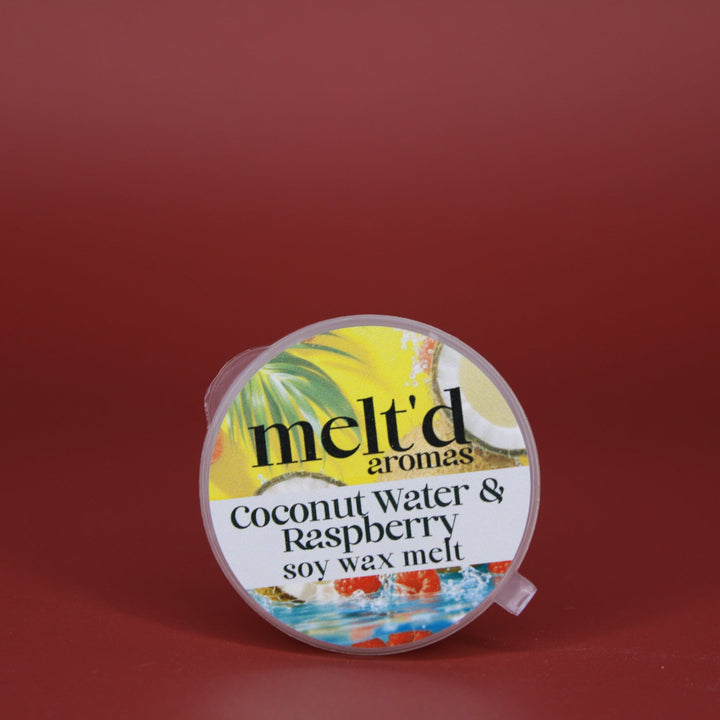 melt'd
aromas
Coconut Water &
Raspberry
soy wax melt